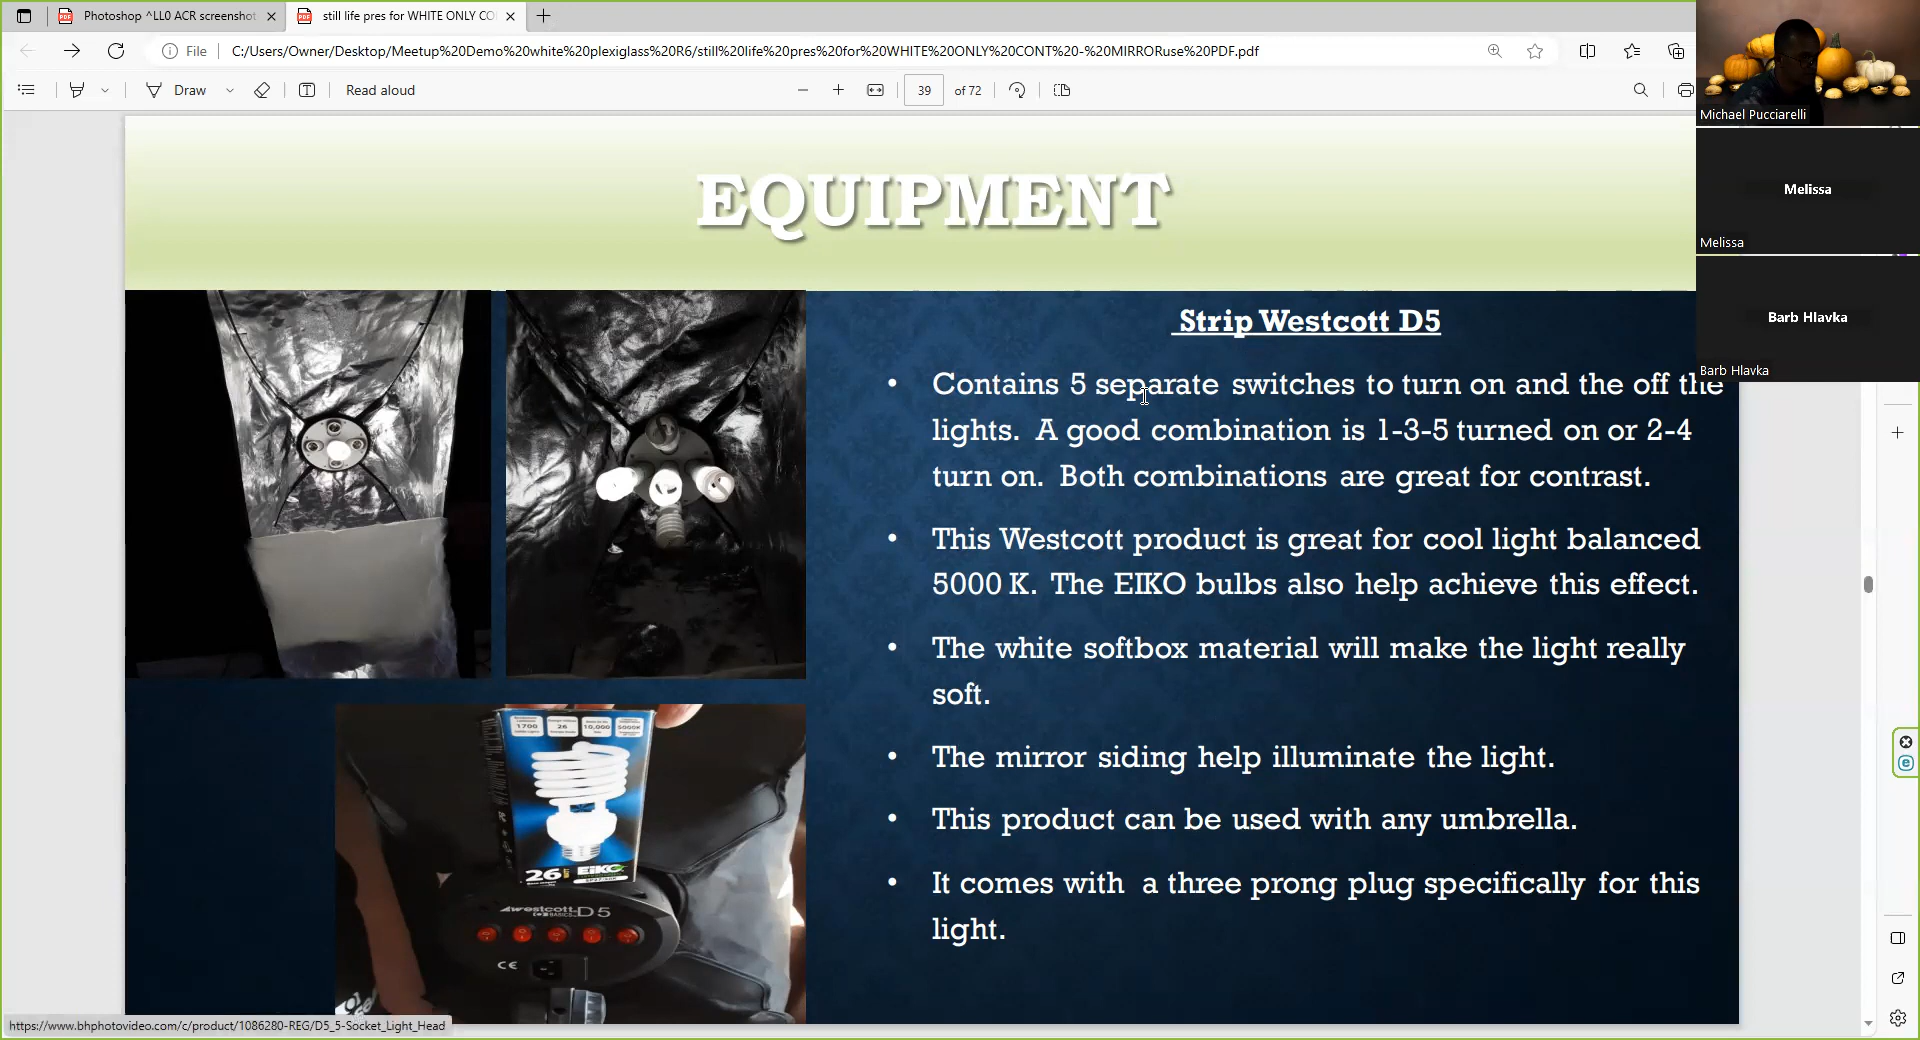 Photoshop ^LL0 ACR screenshot
still life pres for WHITE ONLY CO
File
C:/Users/Owner/Desktop/Meetup%20Demo%20white%20plexiglass%20R6/still%20life%20pres%20for%20WHITE%20ONLY%20CONT%20-%20MIRRORuse%20PDF.pdf
Draw
Read aloud
39
of 72
Michael Pucciarelli
Melissa
Melissa
Barb Hlavka
Barb Hlavka
EQUIPMENT
Strip Westcott D5
• Contains 5 separate switches to turn on and the off the
lights. A good combination is 1-3-5 turned on or 2-4
turn on. Both combinations are great for contrast.
• This Westcott product is great for cool light balanced
5000 K. The EIKO bulbs also help achieve this effect.
• The white softbox material will make the light really
soft.
• The mirror siding help illuminate the light.
• This product can be used with any umbrella.
• It comes with a three prong plug specifically for this
light.
1700
26
10,000
5000K
26
EiKO
westcott D5
BASICS
CE
https://www.bhphotovideo.com/c/product/1086280-REG/D5_5-Socket_Light_Head